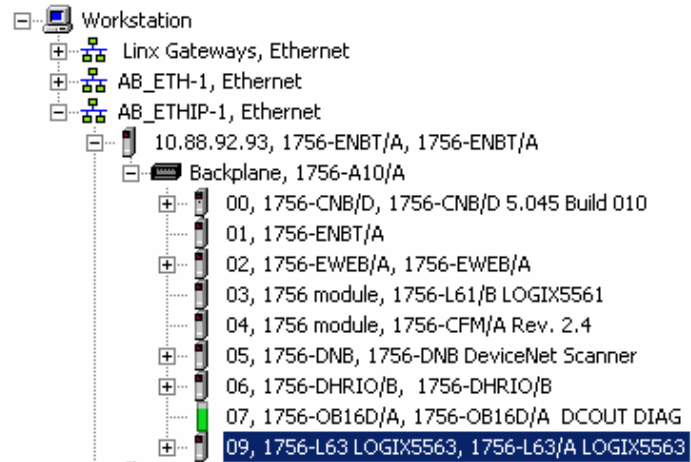 Workstation
Linx Gateways, Ethernet
AB_ETH-1, Ethernet
AB_ETHIP-1, Ethernet
10.88.92.93, 1756-ENBT/A, 1756-ENBT/A
Backplane, 1756-A10/A
00, 1756-CNB/D, 1756-CNB/D 5.045 Build 010
01, 1756-ENBT/A
02, 1756-EWEB/A, 1756-EWEB/A
03, 1756 module, 1756-L61/B LOGIX5561
04, 1756 module, 1756-CFM/A Rev. 2.4
05, 1756-DNB, 1756-DNB DeviceNet Scanner
06, 1756-DHRIO/B, 1756-DHRIO/B
07, 1756-OB16D/A, 1756-OB16D/A DCOUT DIAG
09, 1756-L63 LOGIX5563, 1756-L63/A LOGIX5563